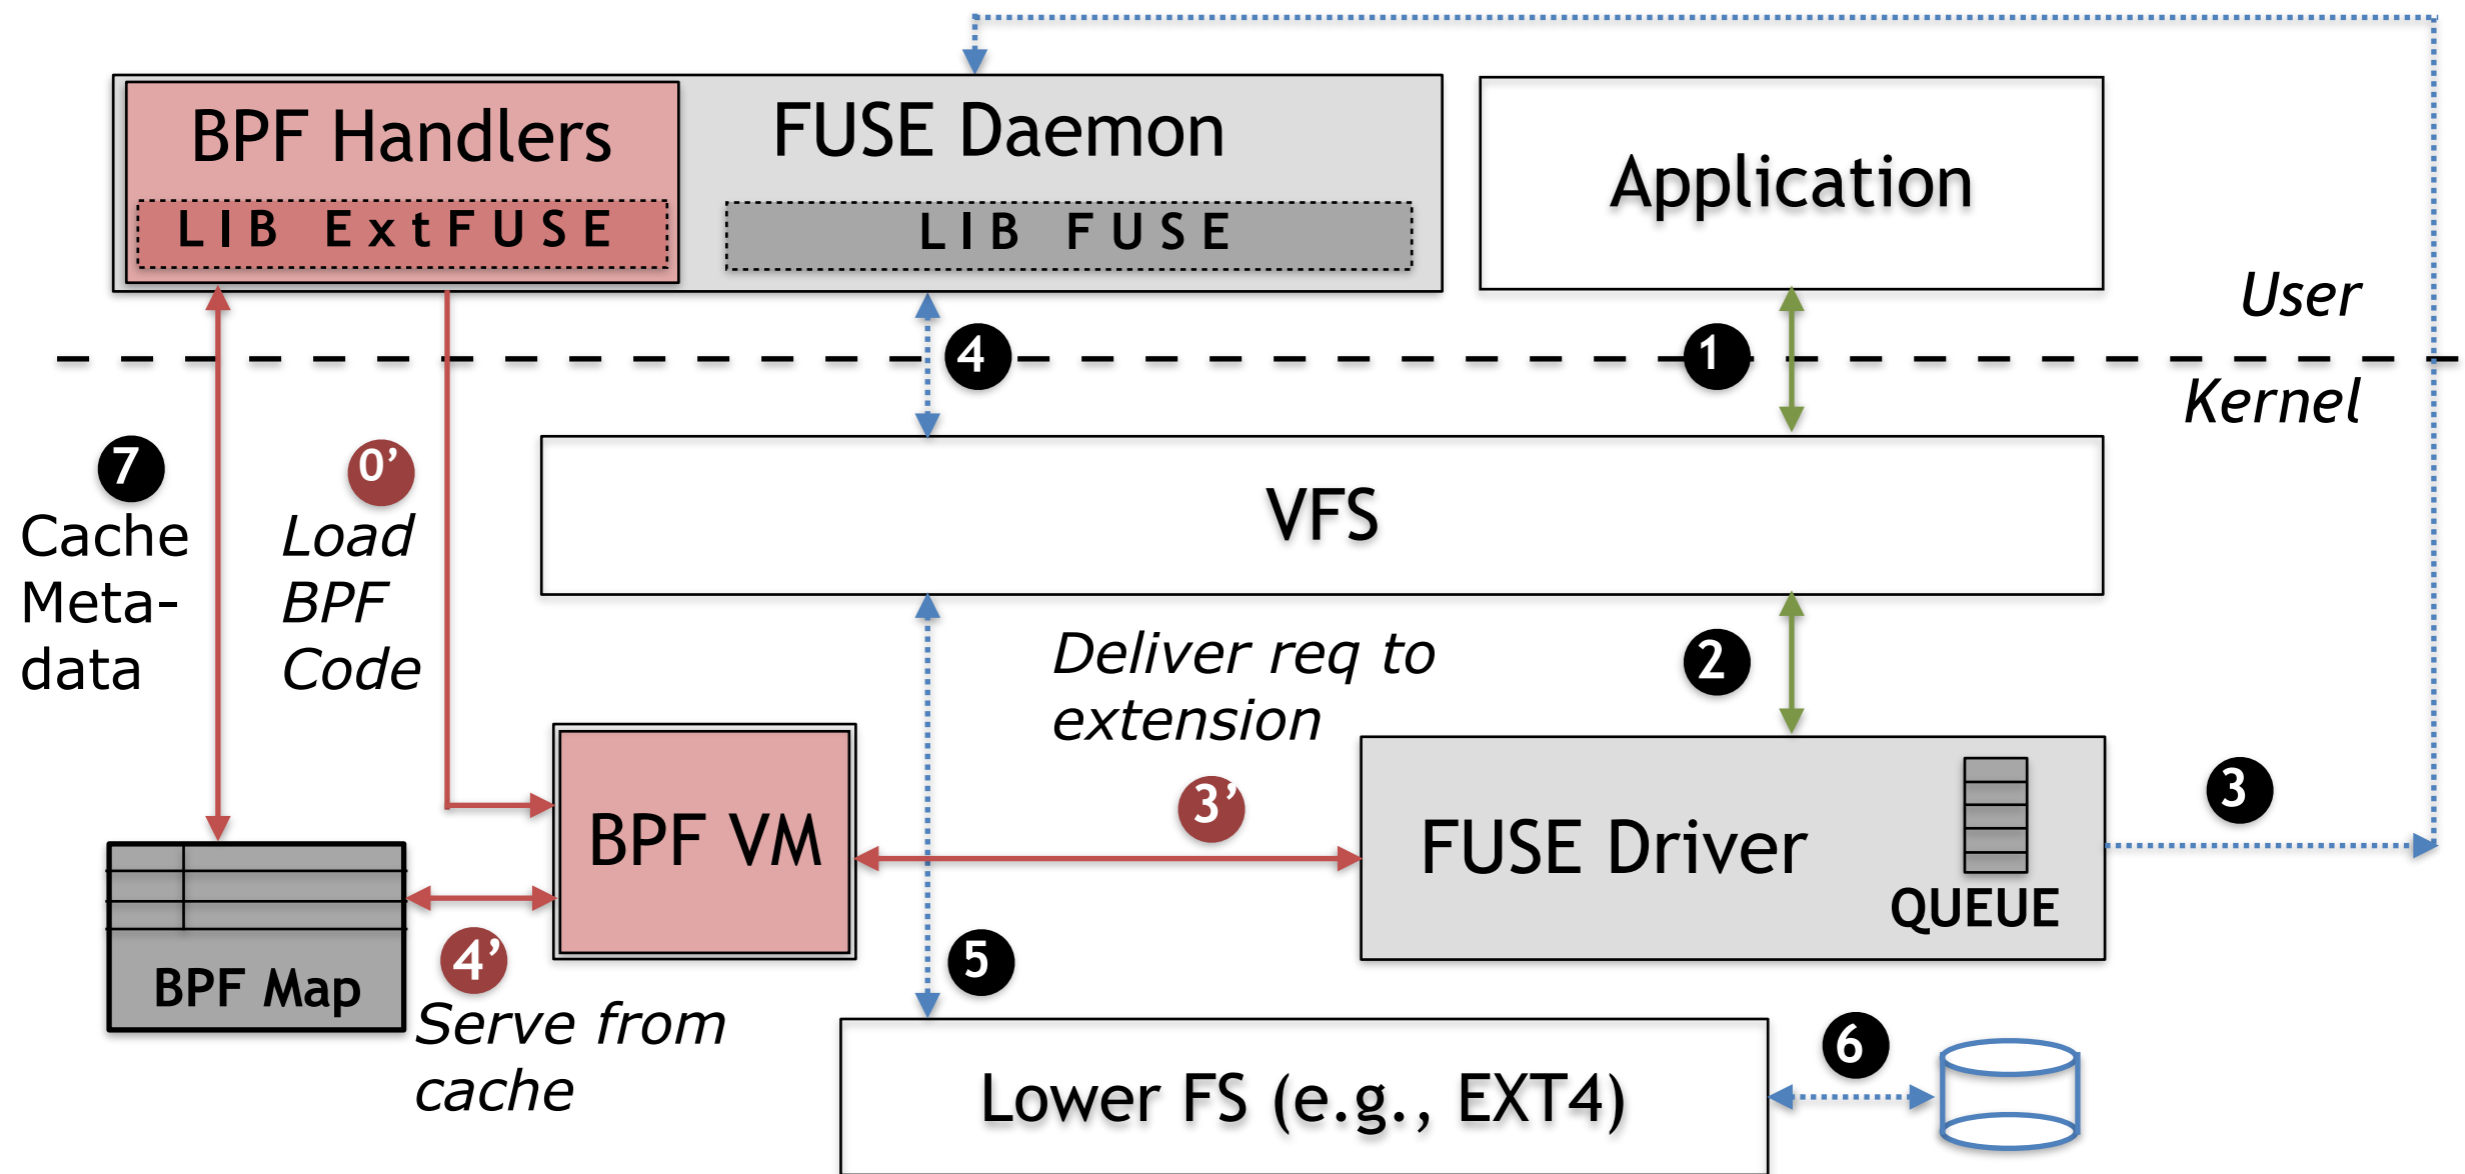 BPF Handlers
LIB ExtFUSE
FUSE Daemon
LIB FUSE
Application
User
4
1
Kernel
7
Cache
Meta-
data
0’
Load
BPF
Code
VFS
Deliver req to
extension
2
3’
3
BPF VM
FUSE Driver
QUEUE
BPF Map
4’
Serve from
cache
5
6
Lower FS (e.g., EXT4)